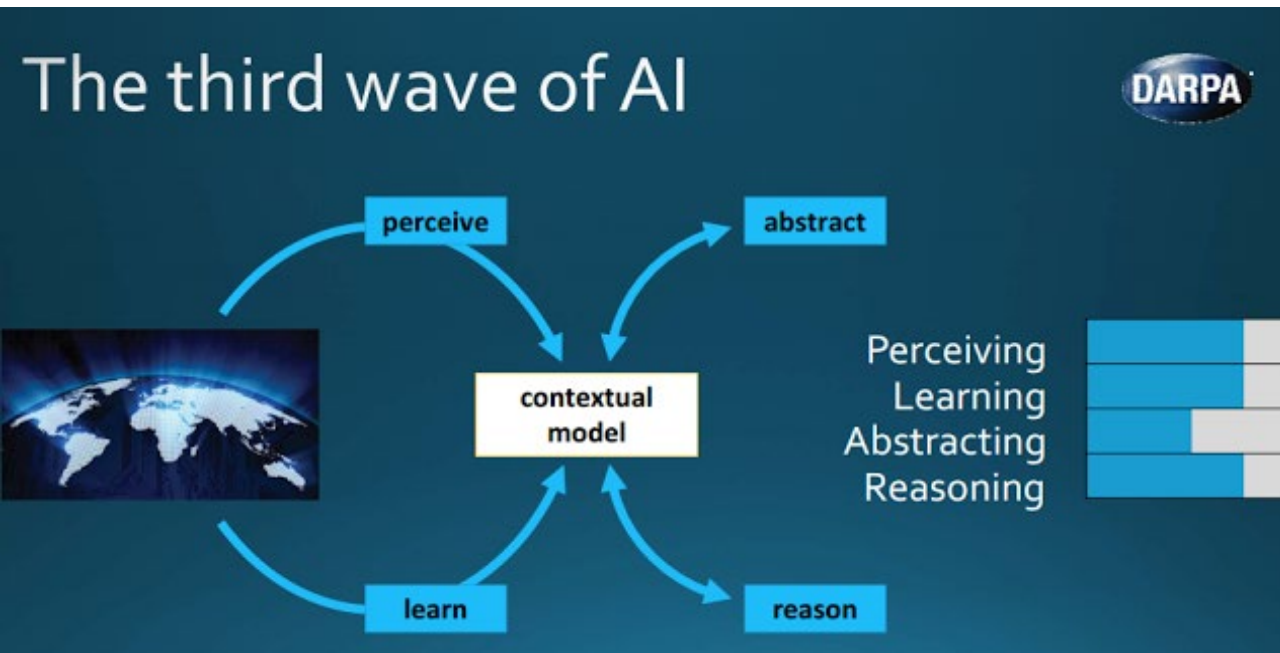 The third wave of AI
DARPA
perceive
abstract
contextual
model
learn
reason
Perceiving
Learning
Abstracting
Reasoning